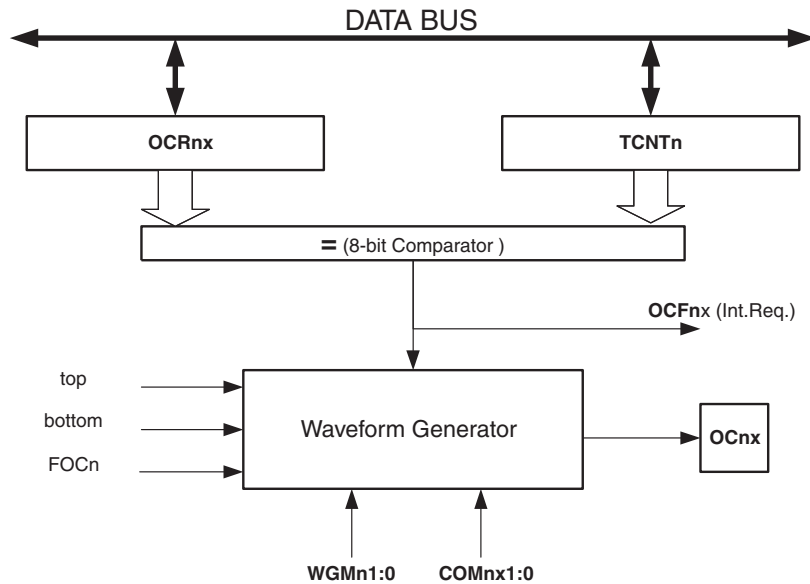 DATA BUS
OCRnx
TCNTn
= (8-bit Comparator )
OCFnx (Int.Req.)
top
bottom
FOCn
Waveform Generator
OCnx
WGMn1:0
COMnx1:0